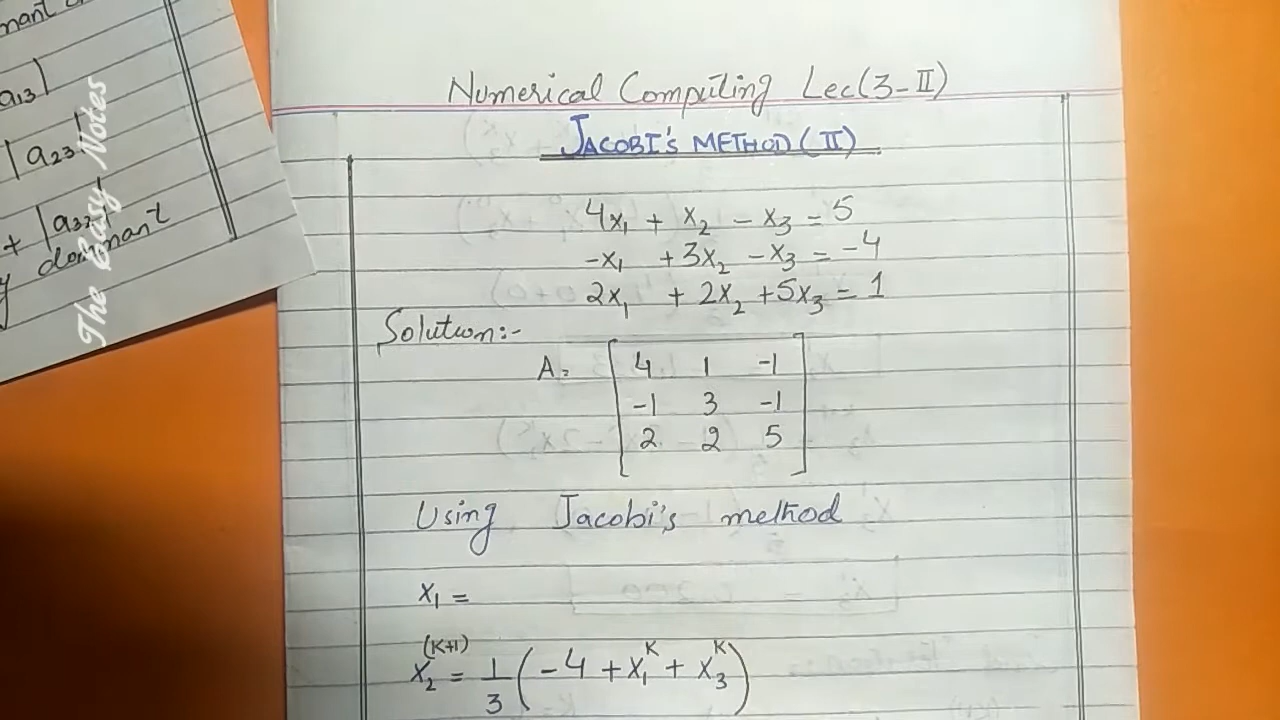 nant
a13|
|a23|
+ |a33|
dominant
The Easy Notes
Numerical Computing Lec(3-II)
JACOBI'S METHOD (II)
4x₁ + x₂ - x₃ = 5
-x₁ + 3x₂ - x₃ = -4
2x₁ + 2x₂ + 5x₃ = 1
Solution:-
A = [4 1 -1
-1 3 -1
2 2 5]
Using Jacobi's method
x₁ =
x₂^(K+1) = 1/3 (-4 + x₁^K + x₃^K)